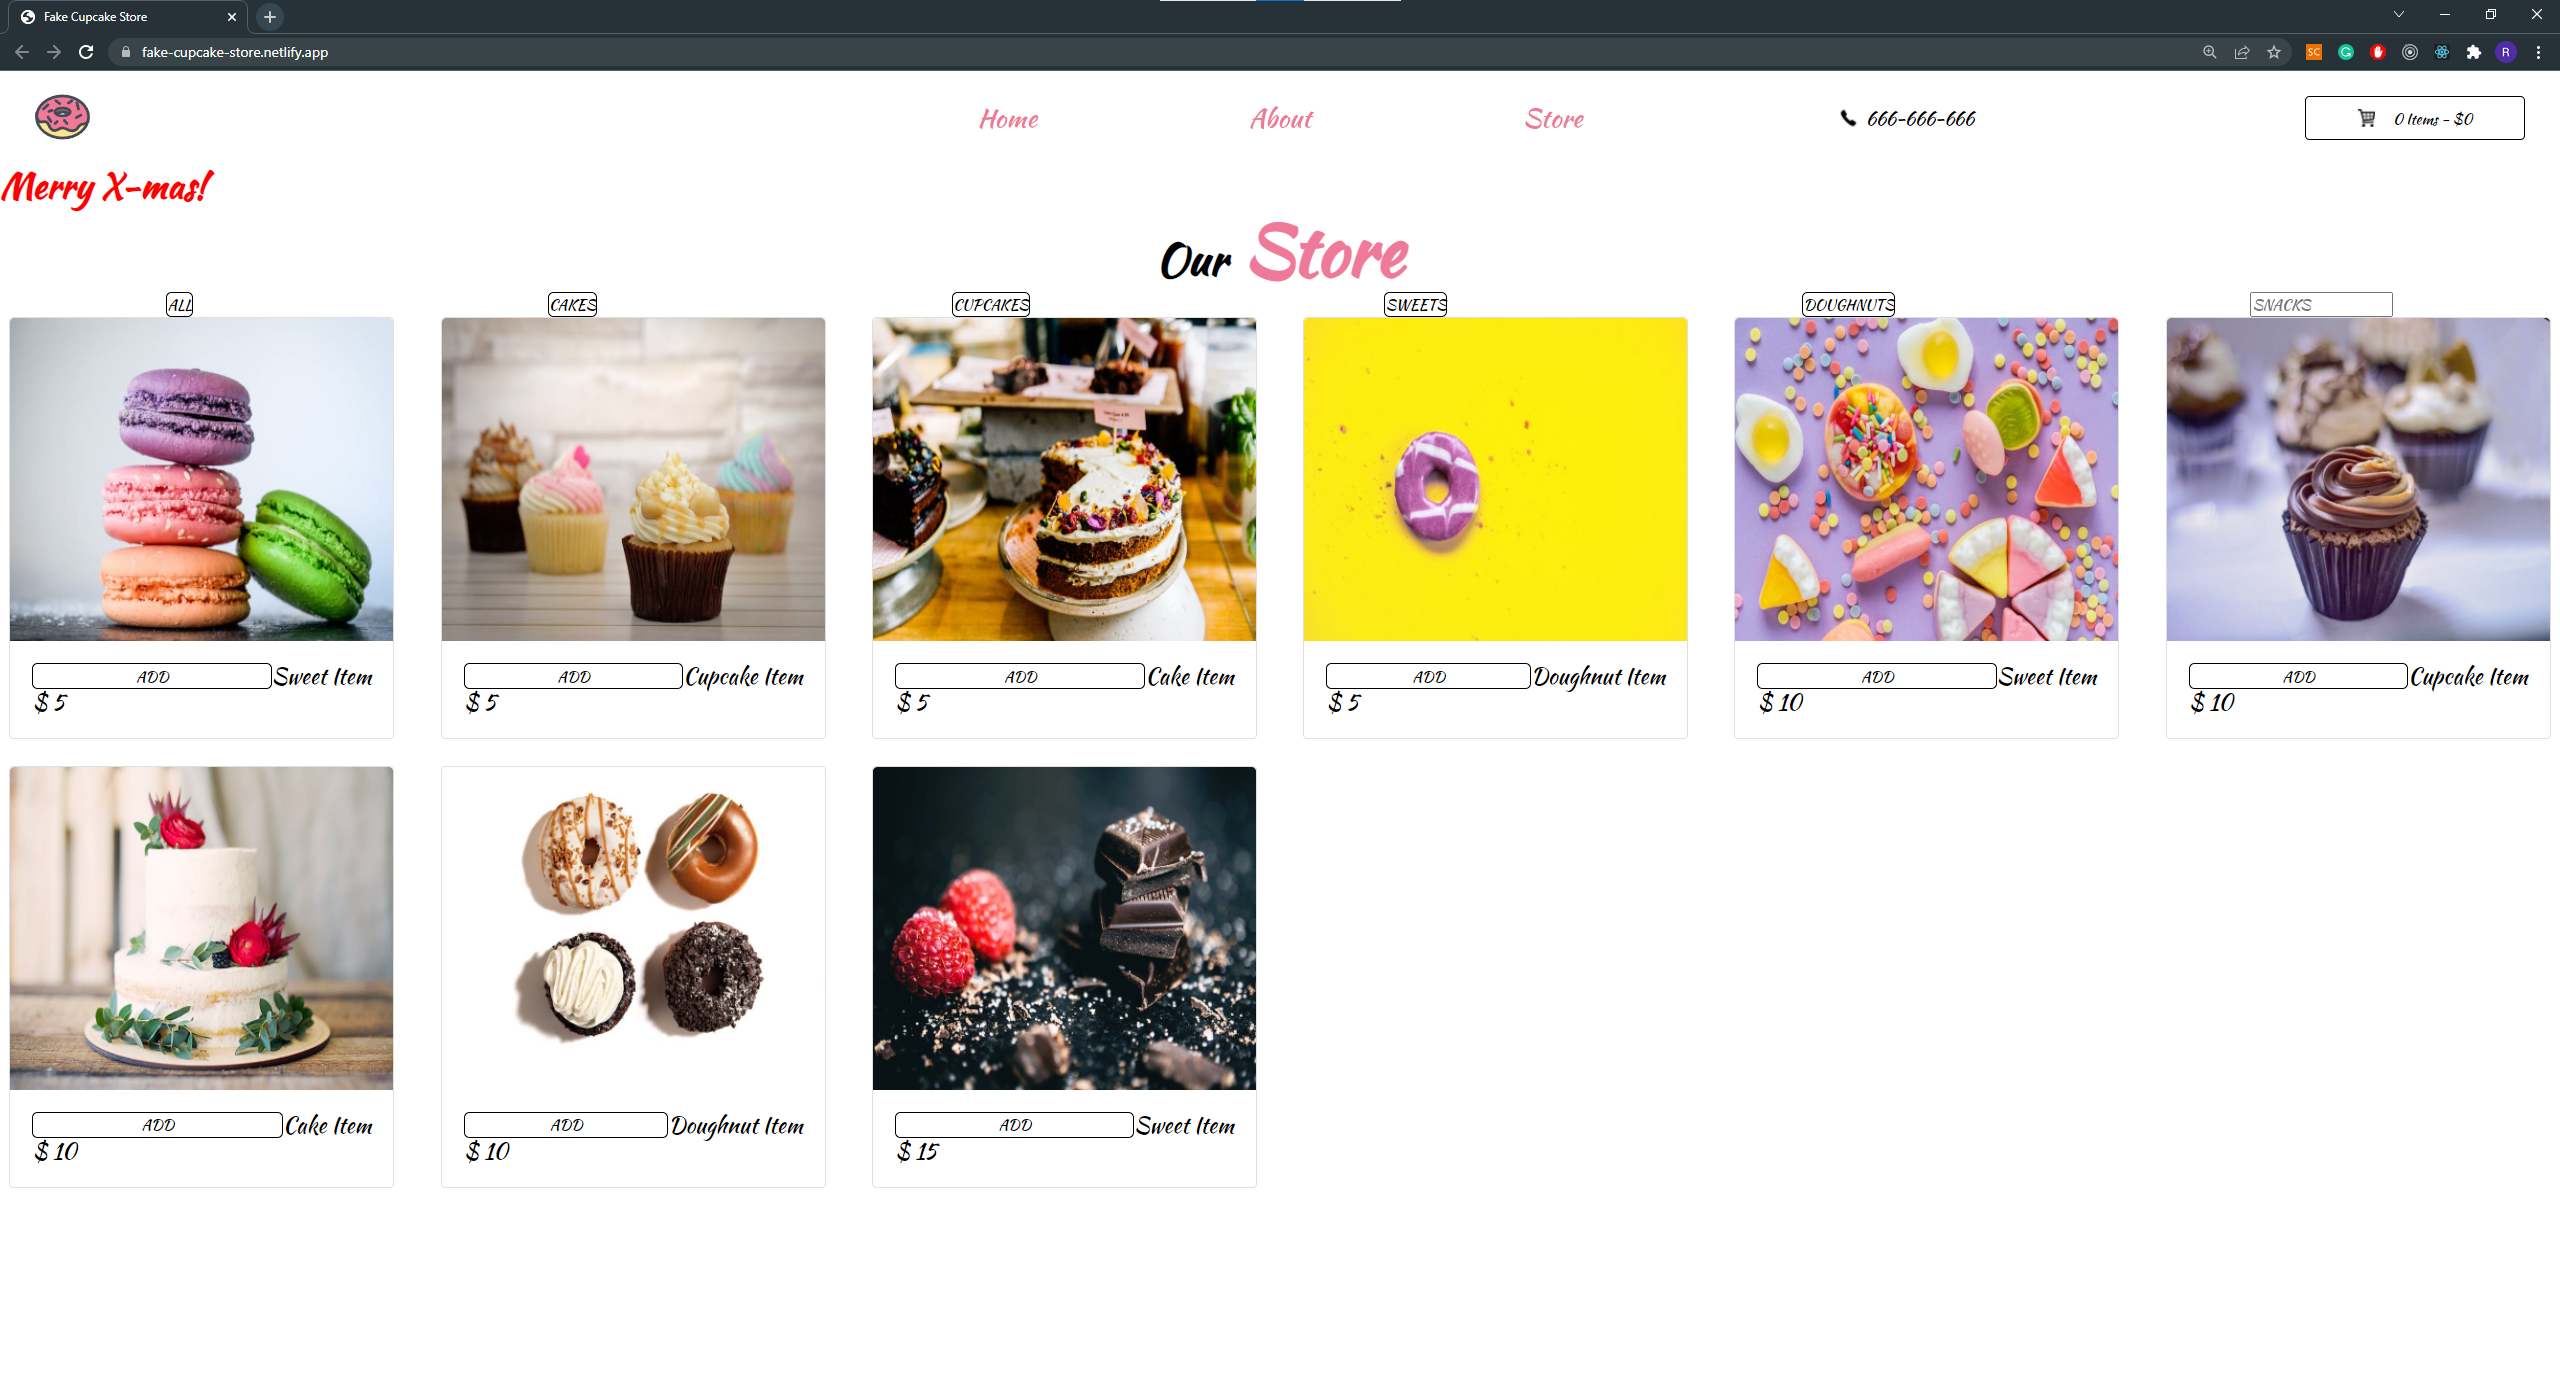 Fake Cupcake Store
fake-cupcake-store.netlify.app
SC
R
Home About Store 666-666-666 0 Items - $0
Merry X-mas!
Our Store
ALL CAKES CUPCAKES SWEETS DOUGHNUTS SNACKS
ADD Sweet Item
$ 5
ADD Cupcake Item
$ 5
ADD Cake Item
$ 5
ADD Doughnut Item
$ 5
ADD Sweet Item
$ 10
ADD Cupcake Item
$ 10
ADD Cake Item
$ 10
ADD Doughnut Item
$ 10
ADD Sweet Item
$ 15